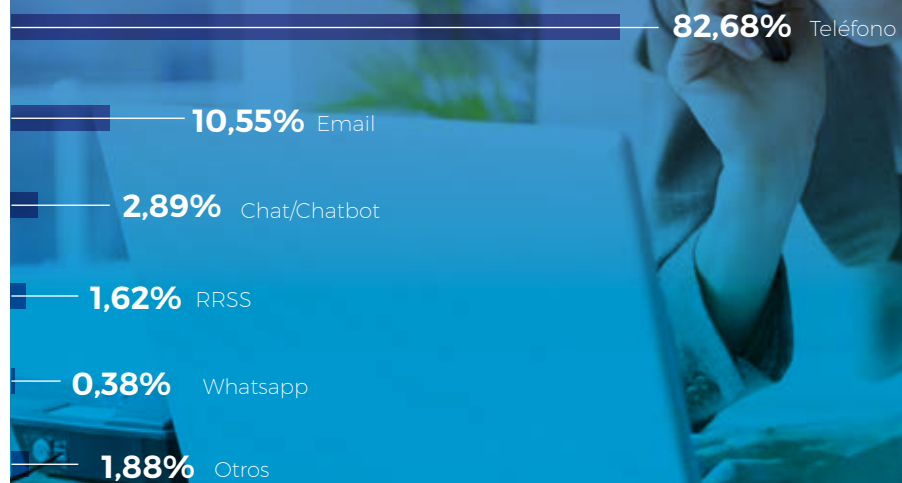 82,68% Teléfono
10,55% Email
2,89% Chat/Chatbot
1,62% RRSS
0,38% Whatsapp
1,88% Otros